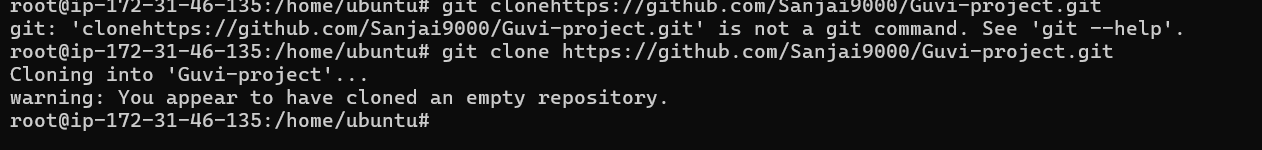 root@ip-172-31-46-135:/home/ubuntu# git clonehttps://github.com/Sanjai9000/Guvi-project.git
git: 'clonehttps://github.com/Sanjai9000/Guvi-project.git' is not a git command. See 'git --help'.
root@ip-172-31-46-135:/home/ubuntu# git clone https://github.com/Sanjai9000/Guvi-project.git
Cloning into 'Guvi-project'...
warning: You appear to have cloned an empty repository.
root@ip-172-31-46-135:/home/ubuntu#